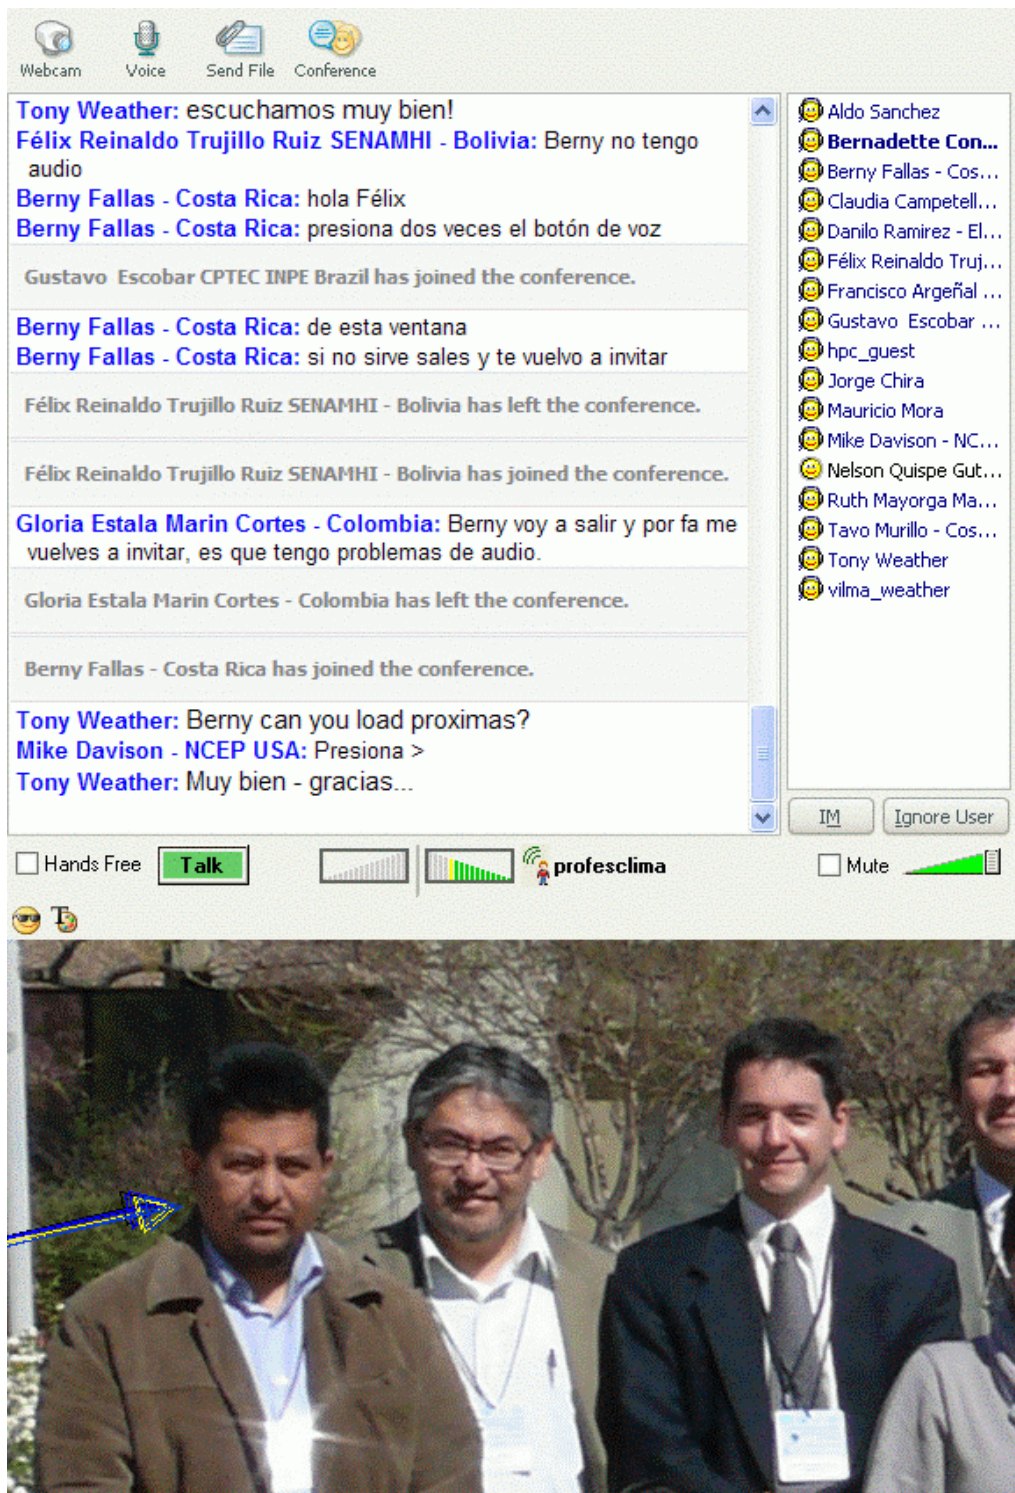 Webcam Voice Send File Conference
Tony Weather: escuchamos muy bien!
Félix Reinaldo Trujillo Ruiz SENAMHI - Bolivia: Berny no tengo
audio
Berny Fallas - Costa Rica: hola Félix
Berny Fallas - Costa Rica: presiona dos veces el botón de voz
Gustavo Escobar CPTEC INPE Brazil has joined the conference.
Berny Fallas - Costa Rica: de esta ventana
Berny Fallas - Costa Rica: si no sirve sales y te vuelvo a invitar
Félix Reinaldo Trujillo Ruiz SENAMHI - Bolivia has left the conference.
Félix Reinaldo Trujillo Ruiz SENAMHI - Bolivia has joined the conference.
Gloria Estala Marin Cortes - Colombia: Berny voy a salir y por fa me
vuelves a invitar, es que tengo problemas de audio.
Gloria Estala Marin Cortes - Colombia has left the conference.
Berny Fallas - Costa Rica has joined the conference.
Tony Weather: Berny can you load proximas?
Mike Davison - NCEP USA: Presiona >
Tony Weather: Muy bien - gracias...
Aldo Sanchez
Bernadette Con...
Berny Fallas - Cos...
Claudia Campetell...
Danilo Ramirez - El...
Félix Reinaldo Truj...
Francisco Argeñal ...
Gustavo Escobar ...
hpc_guest
Jorge Chira
Mauricio Mora
Mike Davison - NC...
Nelson Quispe Gut...
Ruth Mayorga Ma...
Tavo Murillo - Cos...
Tony Weather
vilma_weather
IM Ignore User
Hands Free Talk profesclima Mute